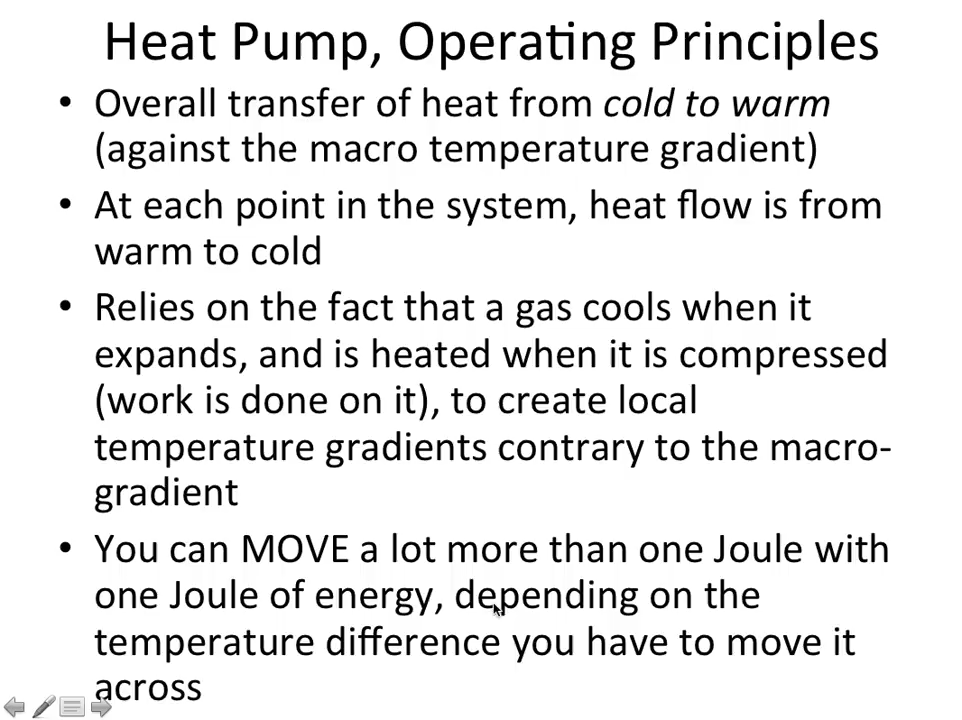 Heat Pump, Operating Principles
• Overall transfer of heat from cold to warm
(against the macro temperature gradient)
• At each point in the system, heat flow is from
warm to cold
• Relies on the fact that a gas cools when it
expands, and is heated when it is compressed
(work is done on it), to create local
temperature gradients contrary to the macro-
gradient
• You can MOVE a lot more than one Joule with
one Joule of energy, depending on the
temperature difference you have to move it
across